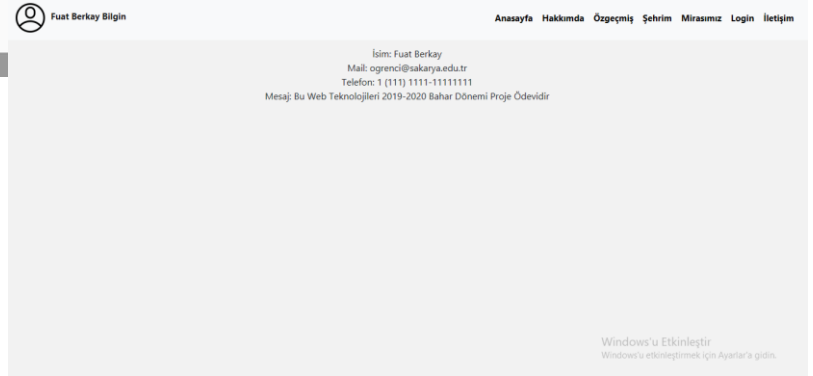 Fuat Berkay Bilgin
Anasayfa Hakkımda Özgeçmiş Şehrim Mirasımız Login İletişim
İsim: Fuat Berkay
Mail: ogrenci@sakarya.edu.tr
Telefon: 1 (111) 1111-11111111
Mesaj: Bu Web Teknolojileri 2019-2020 Bahar Dönemi Proje Ödevidir
Windows'u Etkinleştir
Windows'u etkinleştirmek için Ayarlar'a gidin.